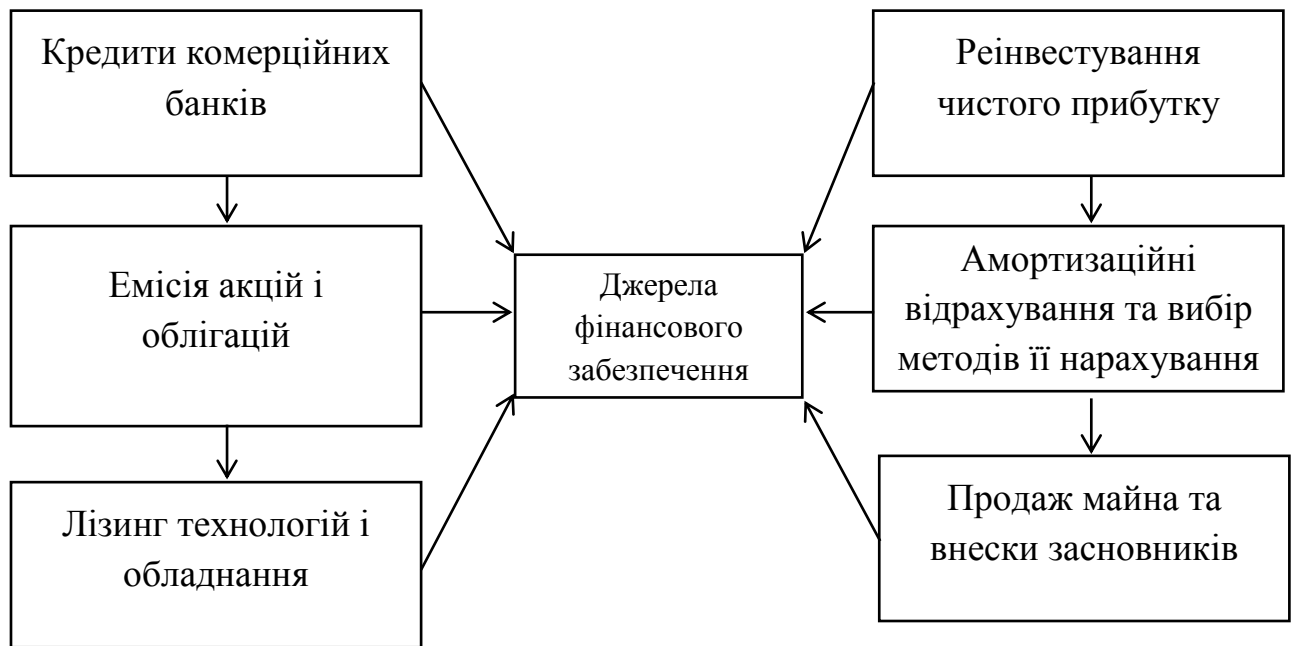 Кредити комерційних
банків
Емісія акцій і
облігацій
Лізинг технологій і
обладнання
Джерела
фінансового
забезпечення
Реінвестування
чистого прибутку
Амортизаційні
відрахування та вибір
методів її нарахування
Продаж майна та
внески засновників